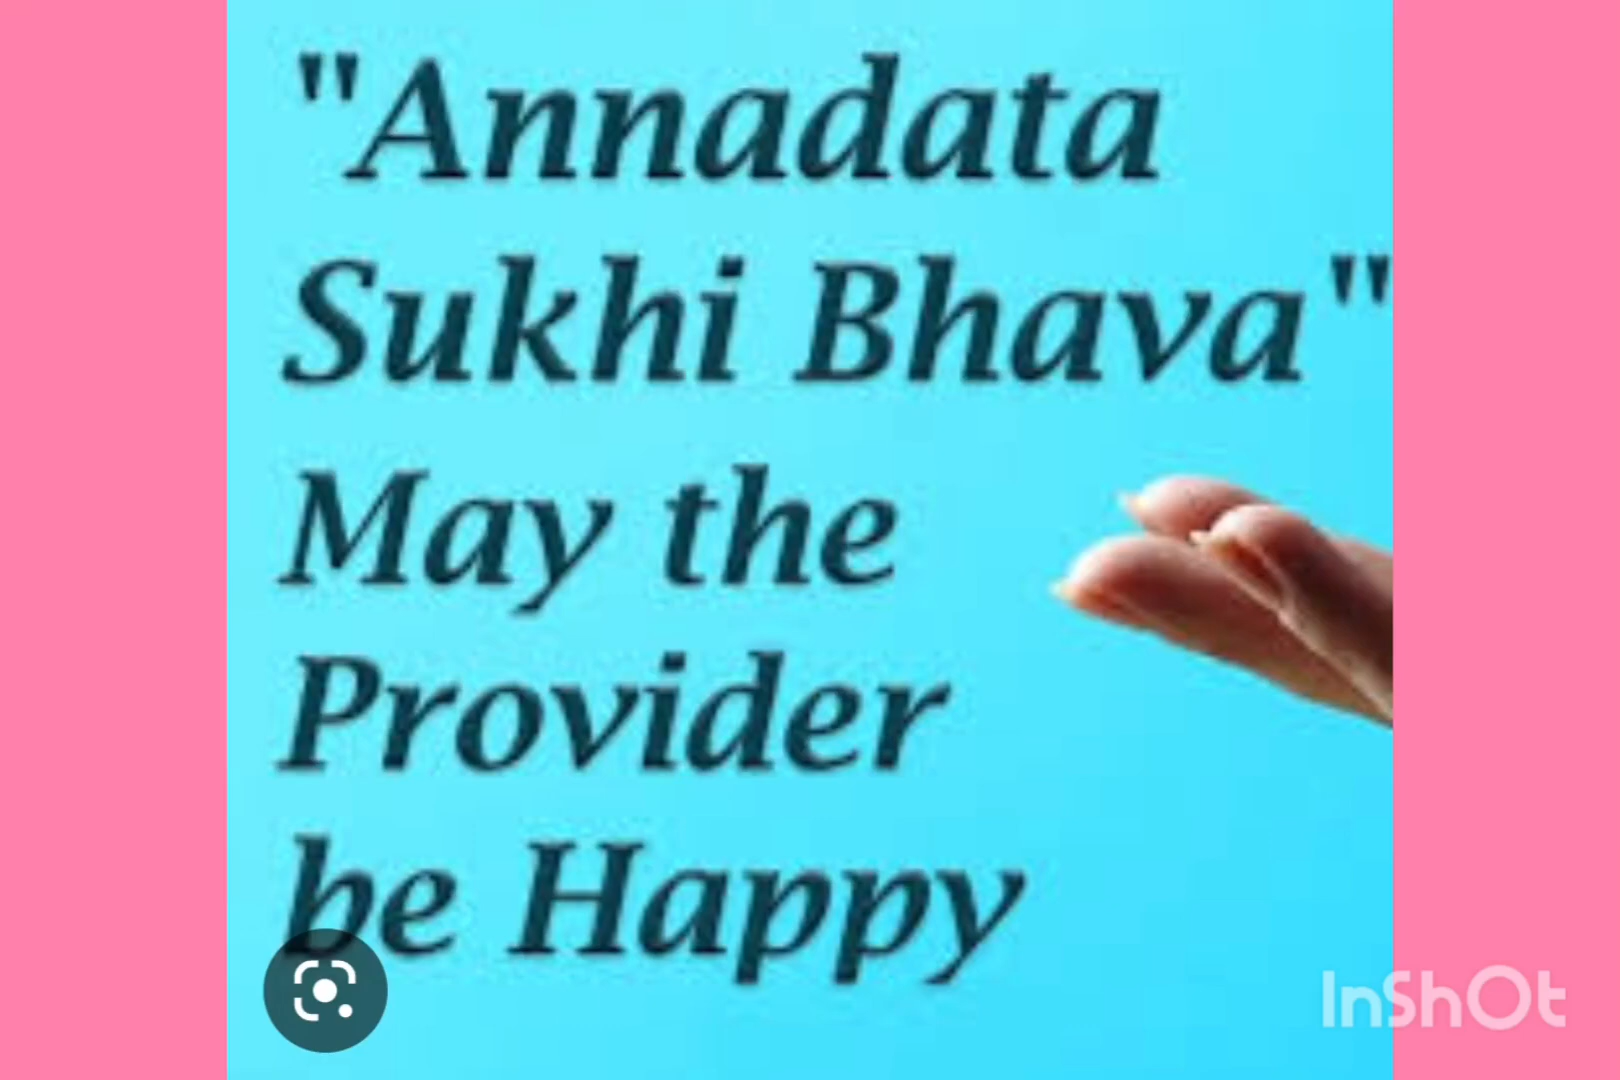 "Annadata
Sukhi Bhava"
May the
Provider
be Happy
InShOt